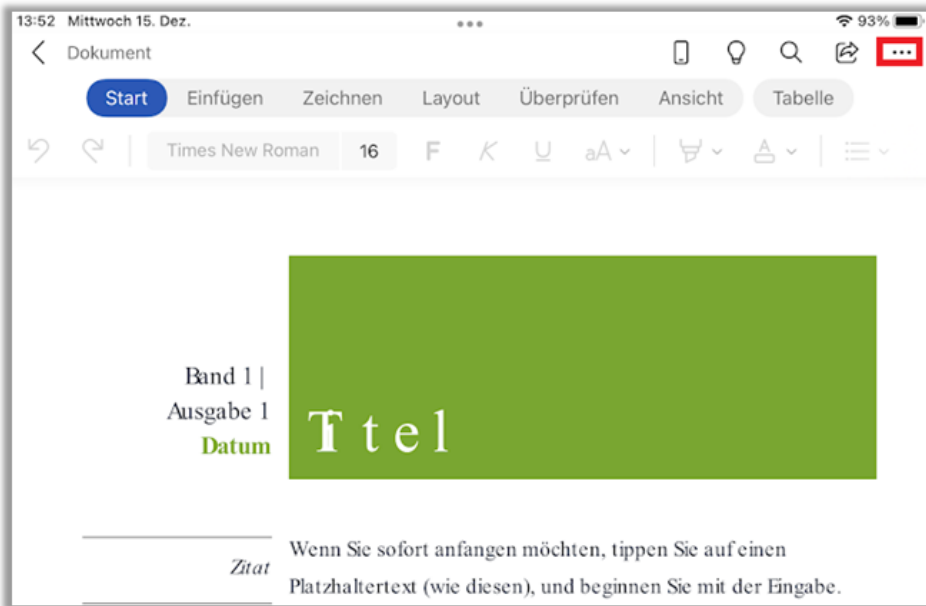 13:52 Mittwoch 15. Dez. 93%
Dokument
Start Einfügen Zeichnen Layout Überprüfen Ansicht Tabelle
Times New Roman 16 F K U aA A
Band 1 |
Ausgabe 1
Datum
Titel
Zitat
Wenn Sie sofort anfangen möchten, tippen Sie auf einen
Platzhaltertext (wie diesen), und beginnen Sie mit der Eingabe.